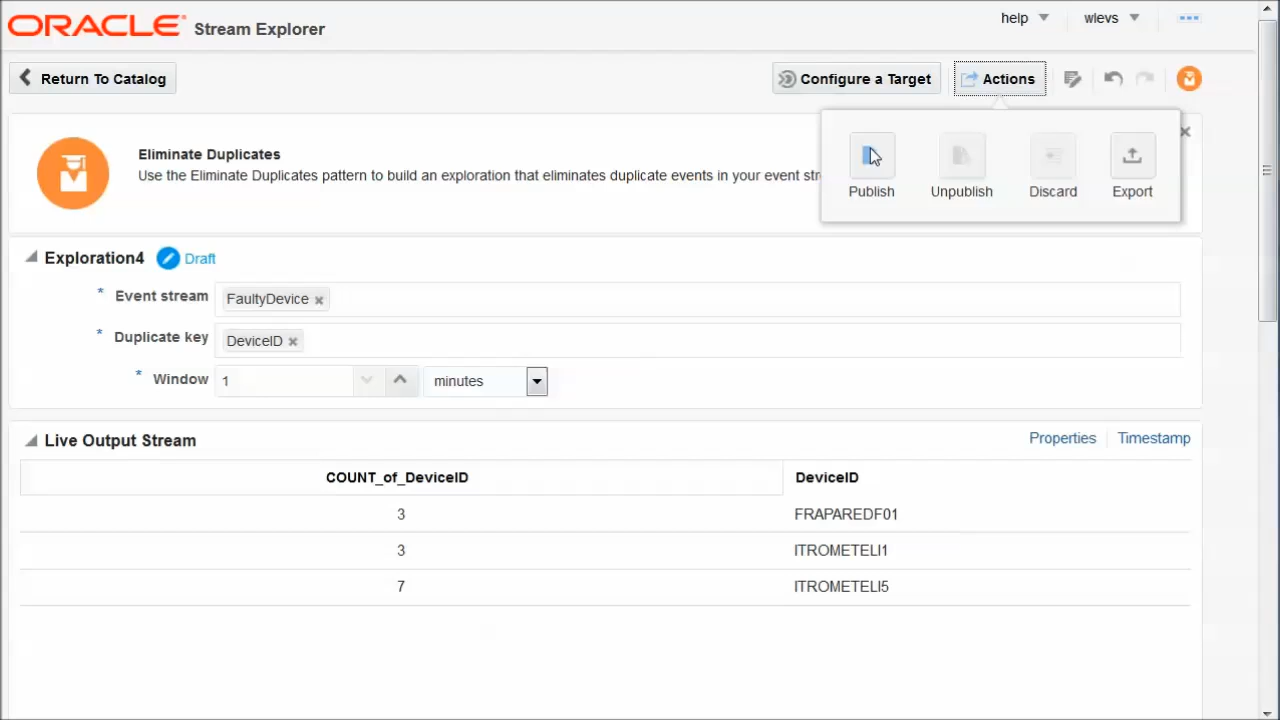 ORACLE Stream Explorer
help
wlevs
Return To Catalog
Configure a Target
Actions
Eliminate Duplicates
Use the Eliminate Duplicates pattern to build an exploration that eliminates duplicate events in your event
Publish
Unpublish
Discard
Export
Exploration4
Draft
* Event stream
FaultyDevice
* Duplicate key
DeviceID
* Window
1
minutes
Live Output Stream
Properties
Timestamp
COUNT_of_DeviceID DeviceID
3 FRAPAREDF01
3 ITROMETELI1
7 ITROMETELI5